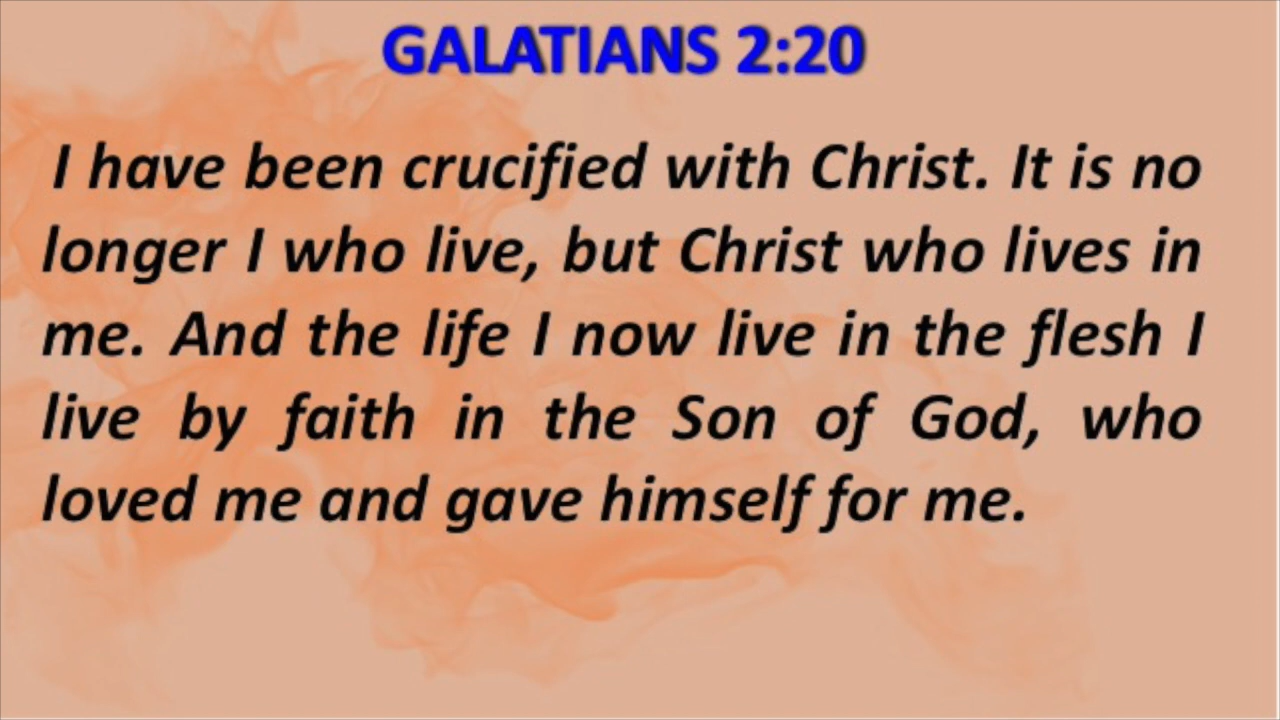 GALATIANS 2:20
I have been crucified with Christ. It is no
longer I who live, but Christ who lives in
me. And the life I now live in the flesh I
live by faith in the Son of God, who
loved me and gave himself for me.